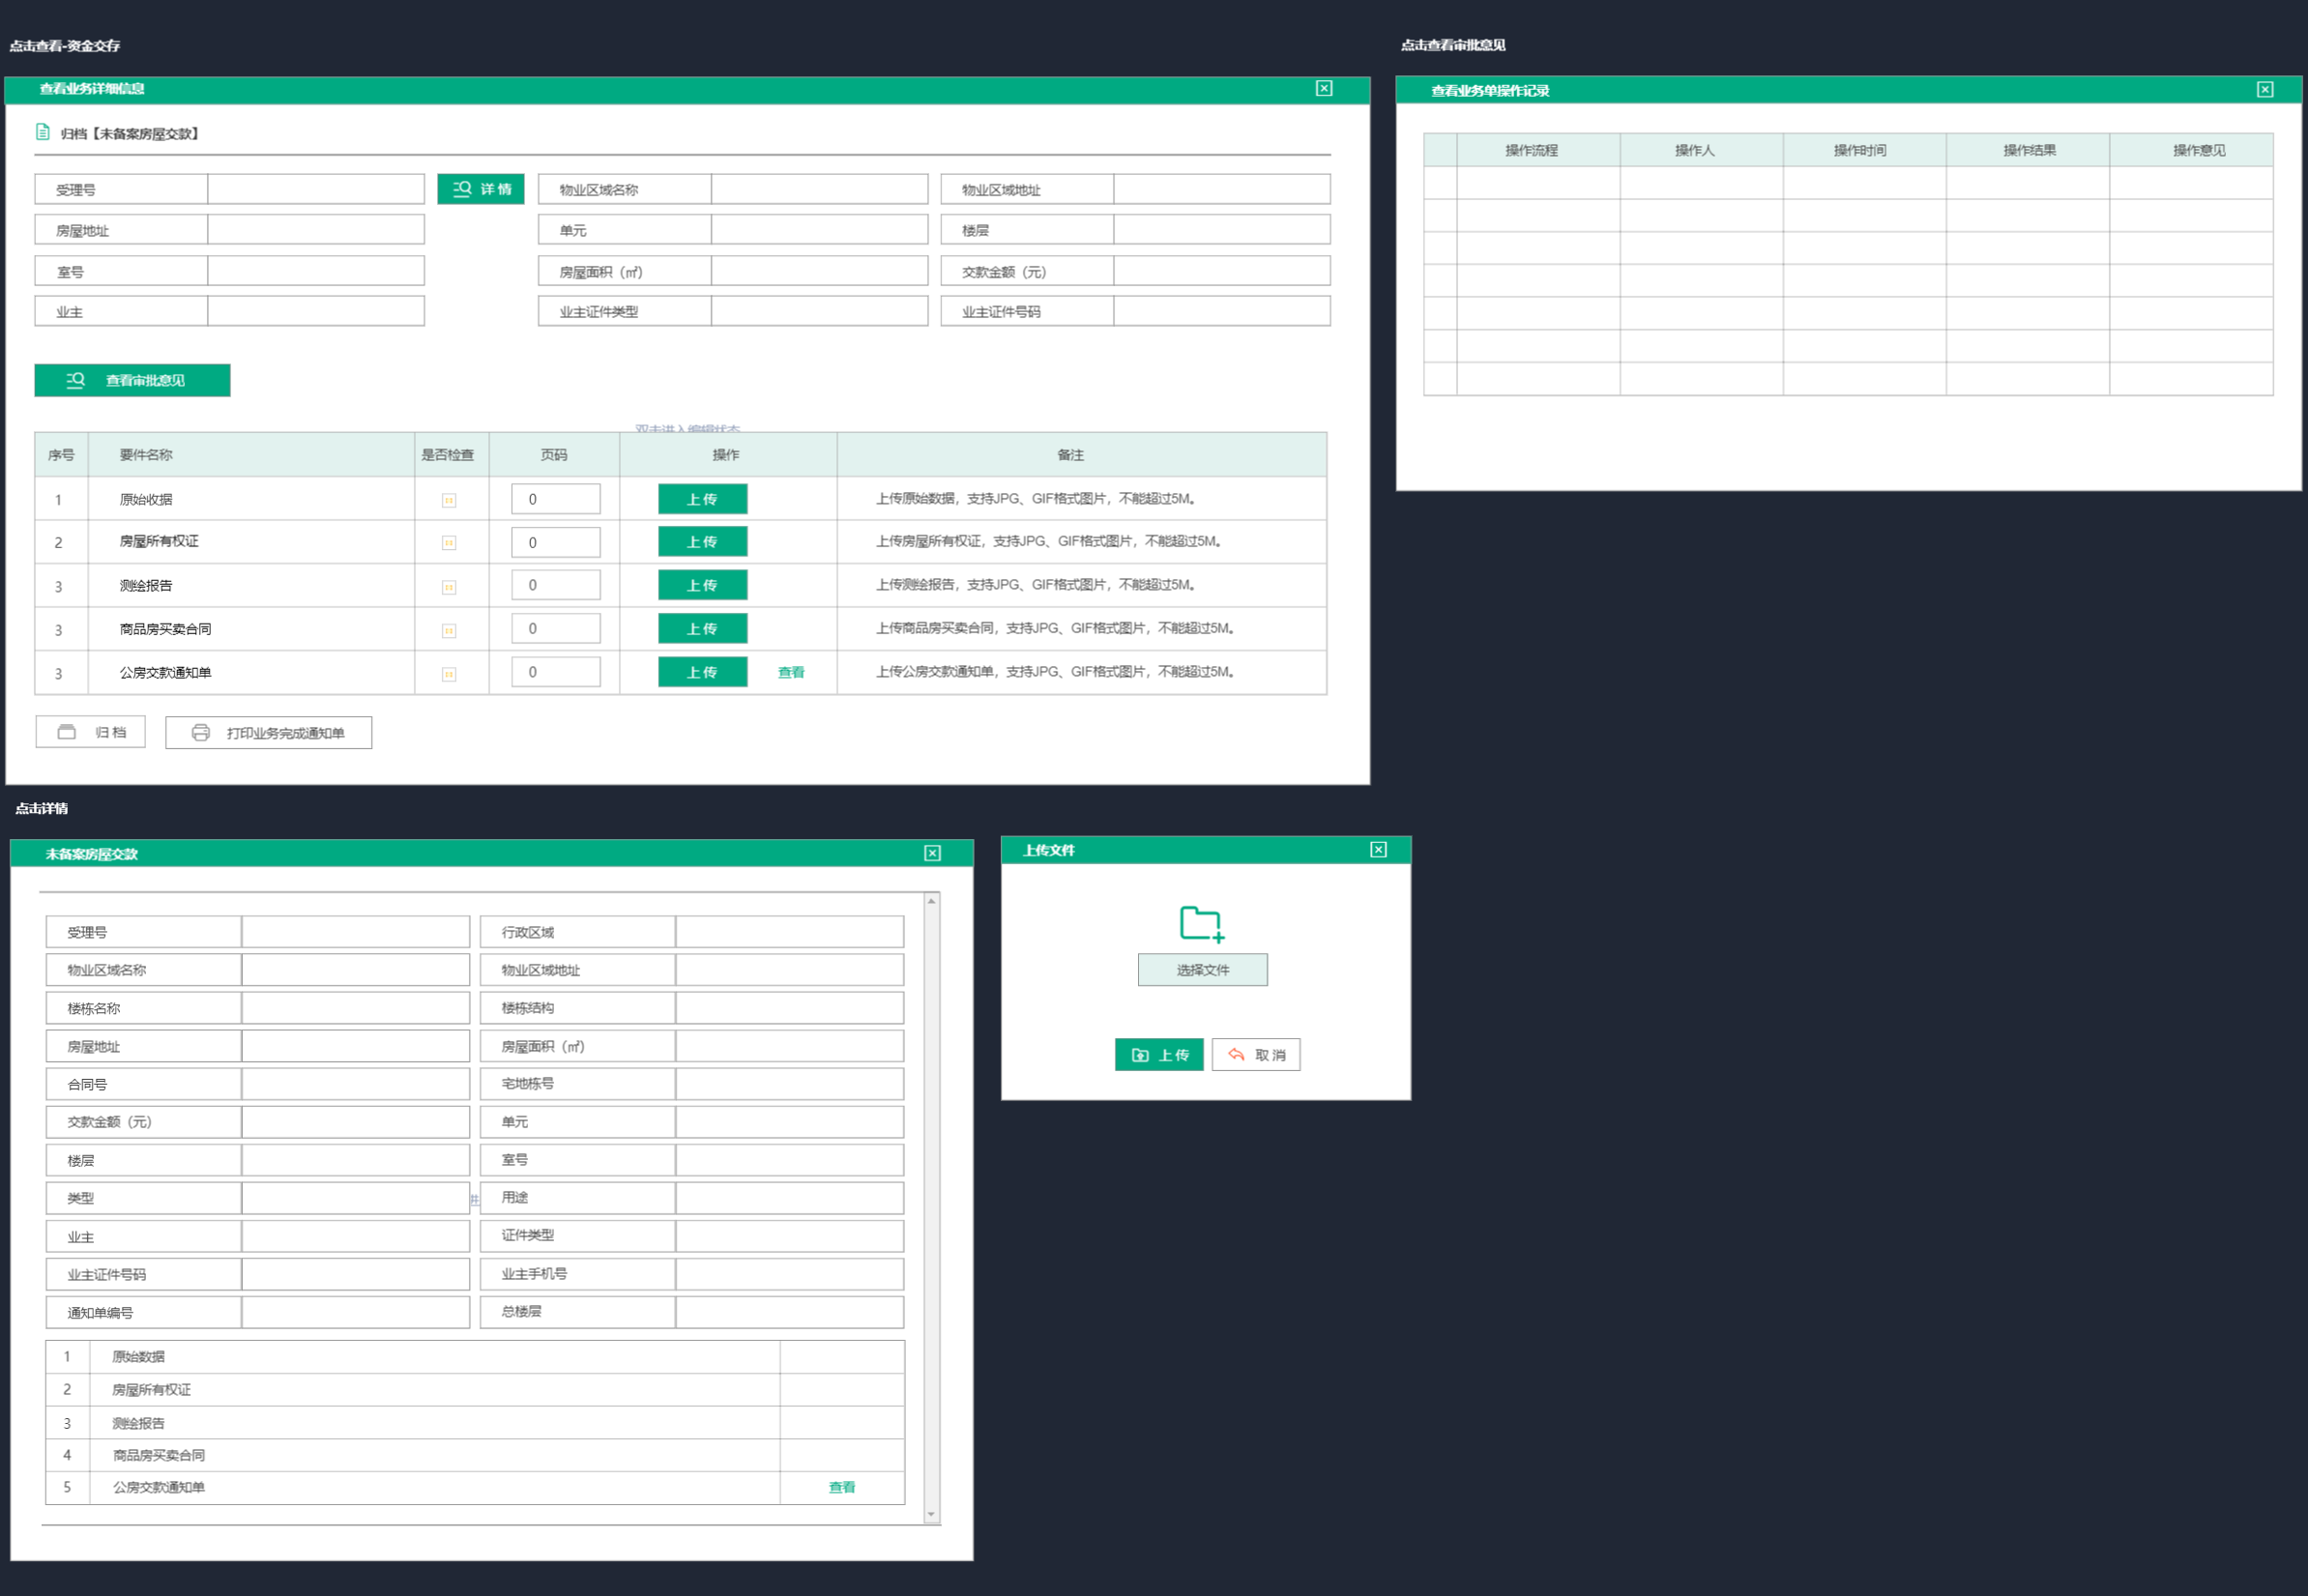 点击查看-资金交存
查看业务详细信息
归档【未备案房屋交款】
受理号 详 情 物业区域名称 物业区域地址
房屋地址 单元 楼层
室号 房屋面积（㎡） 交款金额（元）
业主 业主证件类型 业主证件号码
查看审批意见
双击进入编辑状态
序号 要件名称 是否检查 页码 操作 备注
1 原始收据 0 上 传 上传原始数据，支持JPG、GIF格式图片，不能超过5M。
2 房屋所有权证 0 上 传 上传房屋所有权证，支持JPG、GIF格式图片，不能超过5M。
3 测绘报告 0 上 传 上传测绘报告，支持JPG、GIF格式图片，不能超过5M。
3 商品房买卖合同 0 上 传 上传商品房买卖合同，支持JPG、GIF格式图片，不能超过5M。
3 公房交款通知单 0 上 传 查看 上传公房交款通知单，支持JPG、GIF格式图片，不能超过5M。
归 档 打印业务完成通知单
点击查看审批意见
查看业务单操作记录
操作流程 操作人 操作时间 操作结果 操作意见
点击详情
未备案房屋交款
受理号 行政区域
物业区域名称 物业区域地址
楼栋名称 楼栋结构
房屋地址 房屋面积（㎡）
合同号 宅地栋号
交款金额（元） 单元
楼层 室号
类型 用途
业主 证件类型
业主证件号码 业主手机号
通知单编号 总楼层
1 原始数据
2 房屋所有权证
3 测绘报告
4 商品房买卖合同
5 公房交款通知单 查看
上传文件
选择文件
上 传 取 消